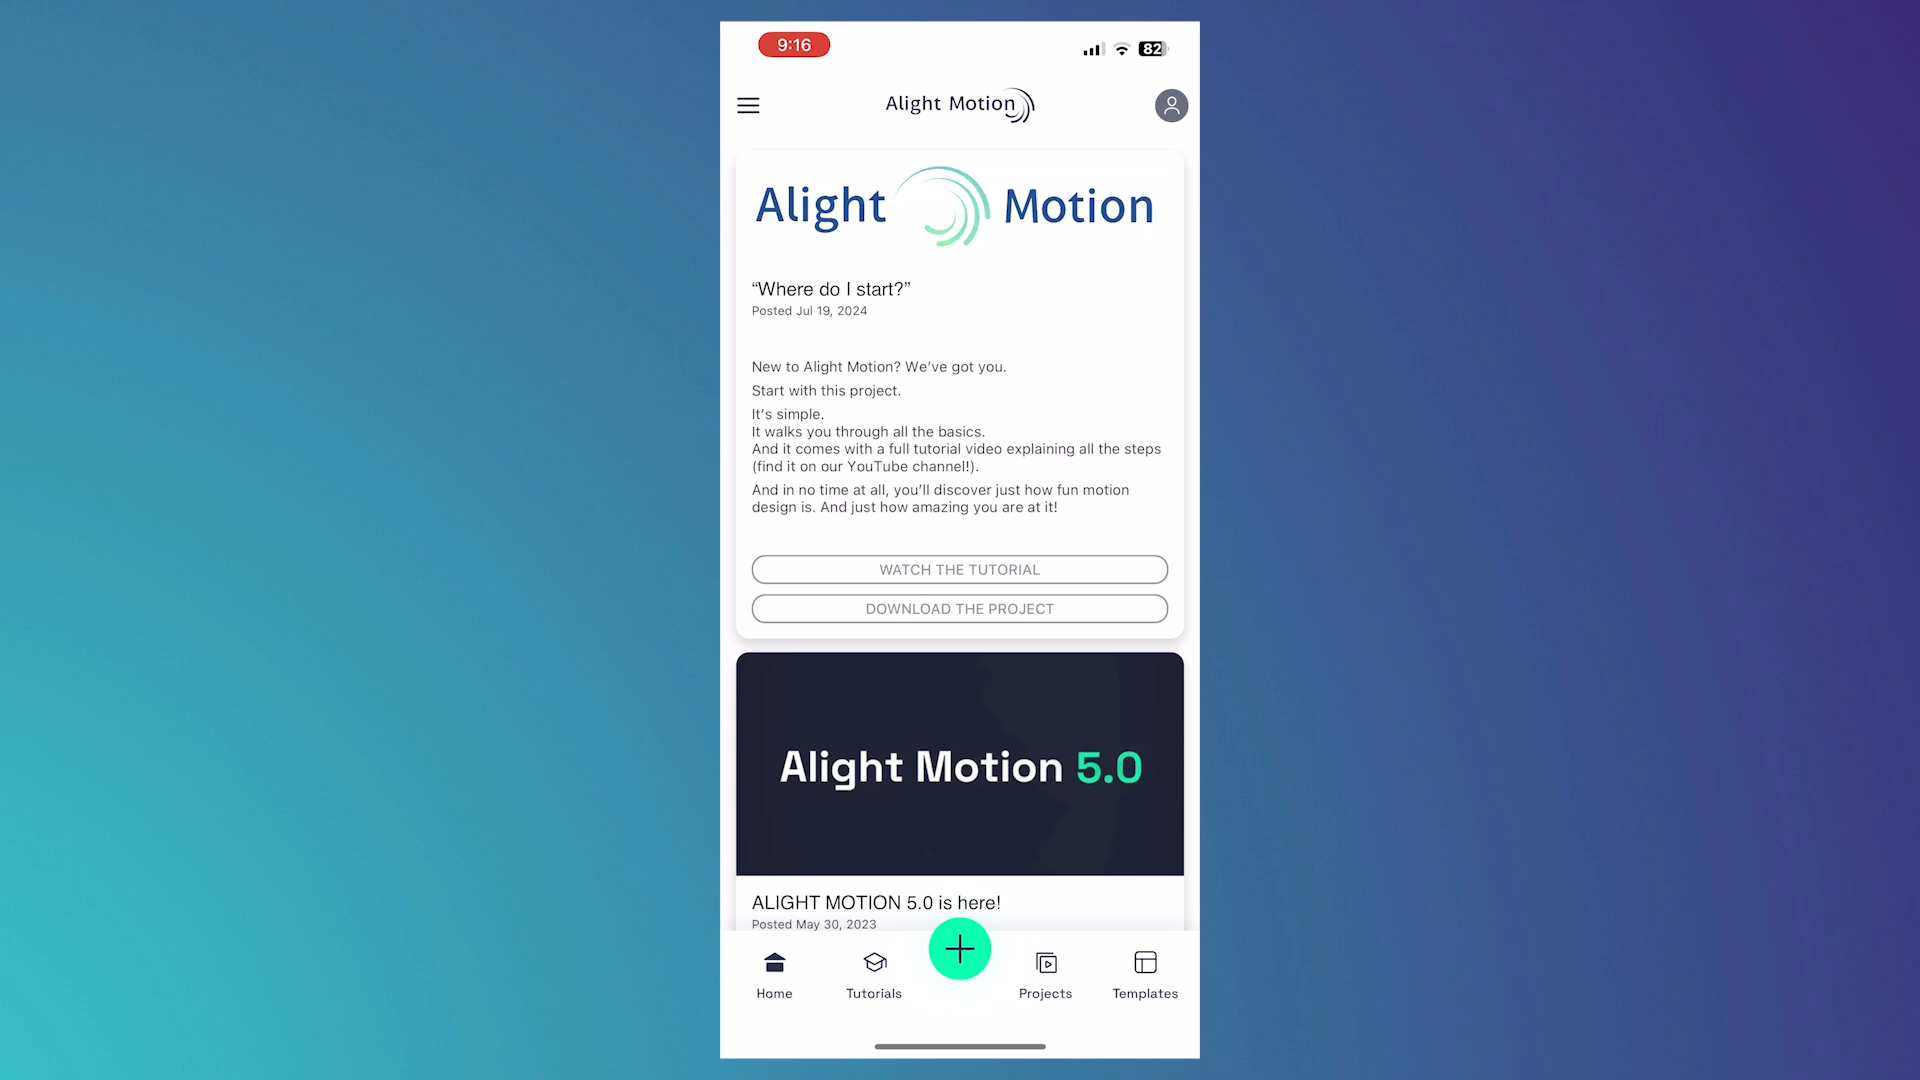 9:16
82
Alight Motion
Alight Motion
“Where do I start?”
Posted Jul 19, 2024
New to Alight Motion? We’ve got you.
Start with this project.
It’s simple.
It walks you through all the basics.
And it comes with a full tutorial video explaining all the steps
(find it on our YouTube channel!).
And in no time at all, you’ll discover just how fun motion
design is. And just how amazing you are at it!
WATCH THE TUTORIAL
DOWNLOAD THE PROJECT
Alight Motion 5.0
ALIGHT MOTION 5.0 is here!
Posted May 30, 2023
Home
Tutorials
Projects
Templates